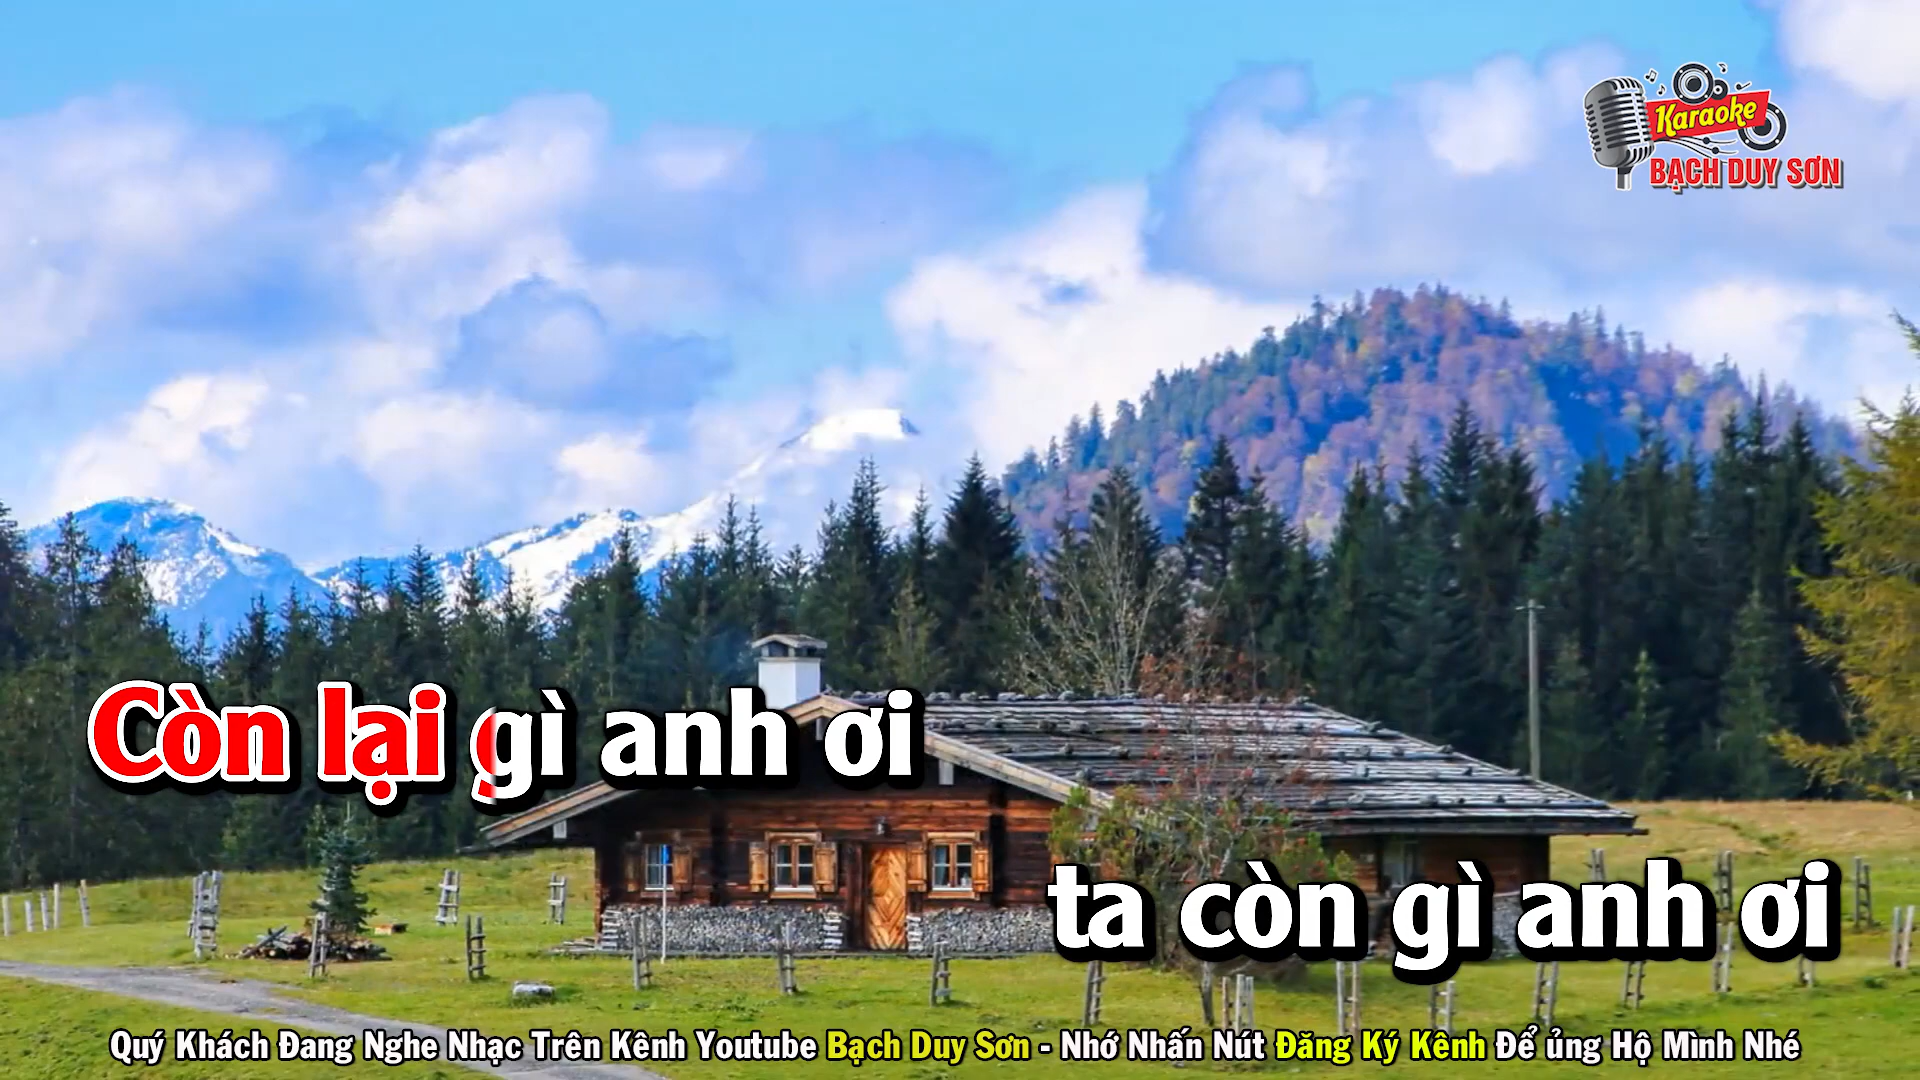 Karaoke
BẠCH DUY SƠN
Còn lại gì anh ơi
ta còn gì anh ơi
Quý Khách Đang Nghe Nhạc Trên Kênh Youtube Bạch Duy Sơn - Nhớ Nhấn Nút Đăng Ký Kênh Để ủng Hộ Mình Nhé